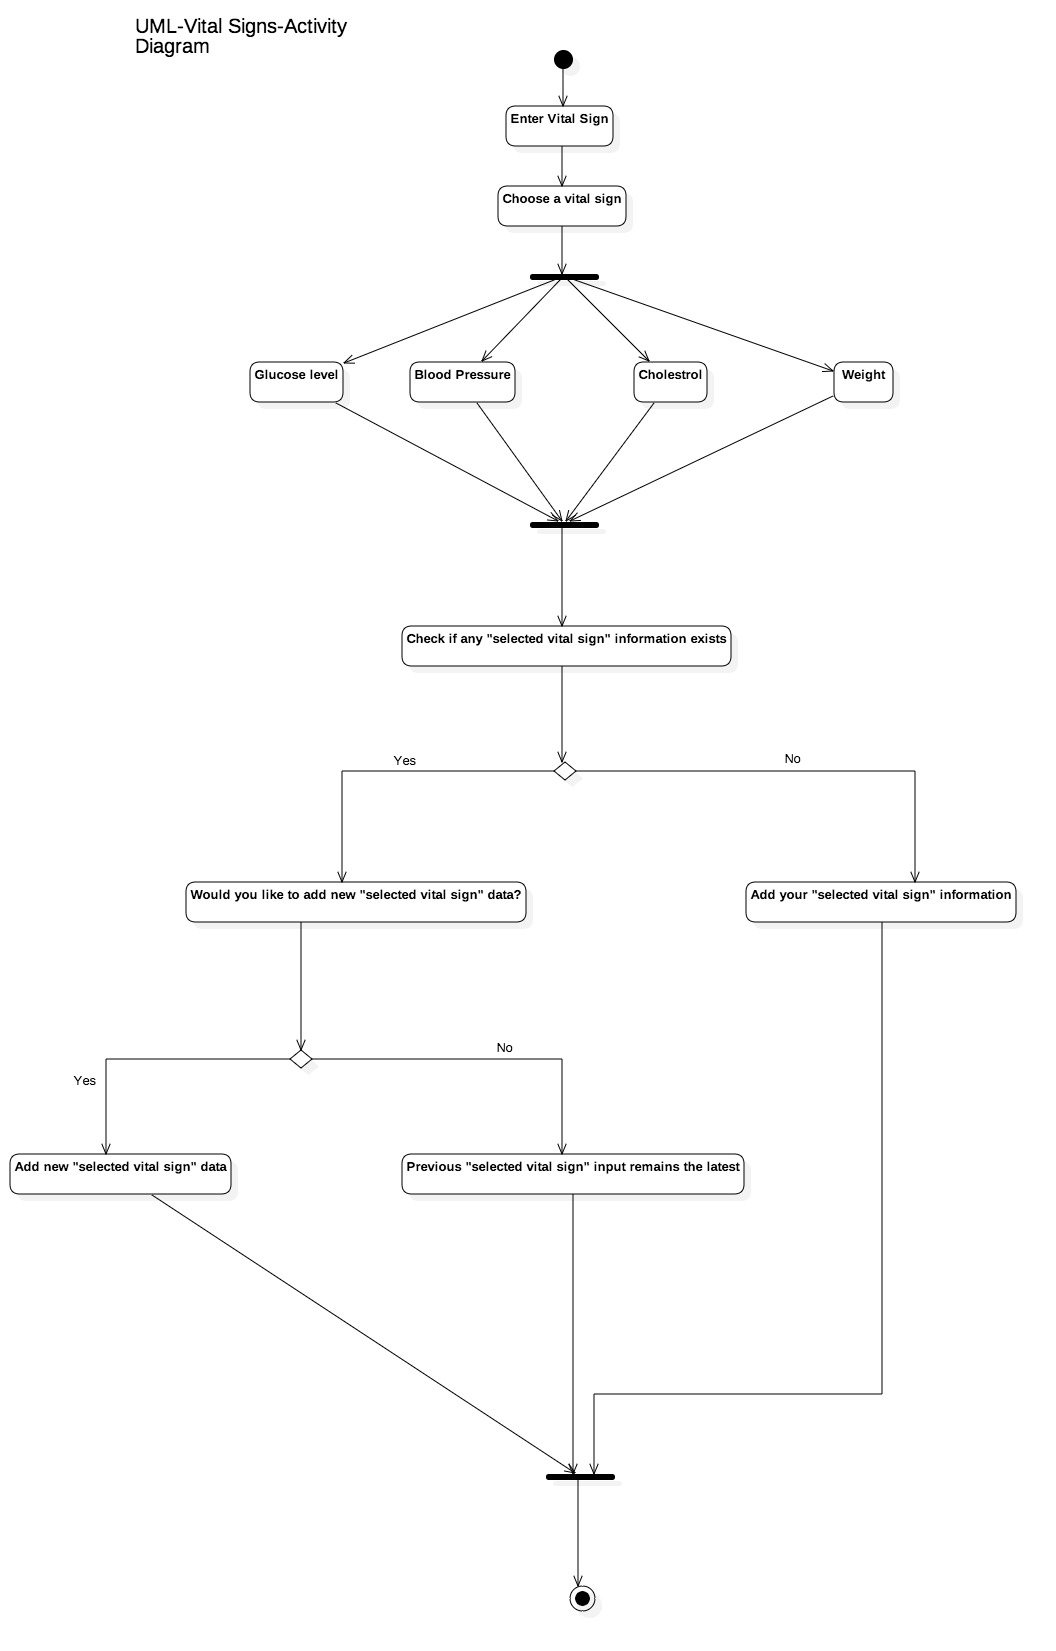 UML-Vital Signs-Activity
Diagram
Enter Vital Sign
Choose a vital sign
Glucose level
Blood Pressure
Cholestrol
Weight
Check if any "selected vital sign" information exists
Yes
No
Would you like to add new "selected vital sign" data?
Add your "selected vital sign" information
No
Yes
Add new "selected vital sign" data
Previous "selected vital sign" input remains the latest